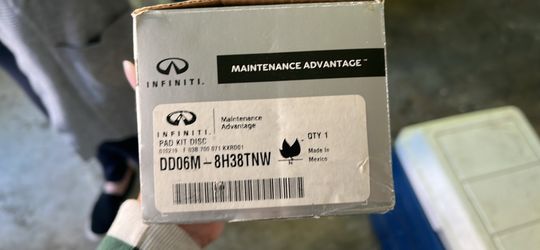 INFINITI.
MAINTENANCE ADVANTAGE™
INFINITI.
Maintenance
Advantage
PAD KIT DISC
QTY 1
DD06M-8H38TNW
Made in
Mexico
N